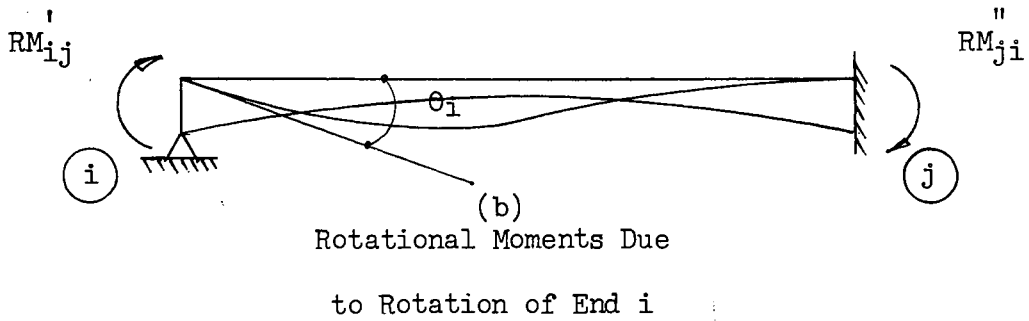 RM'ij
RM''ji
θi
i
j
(b)
Rotational Moments Due
to Rotation of End i